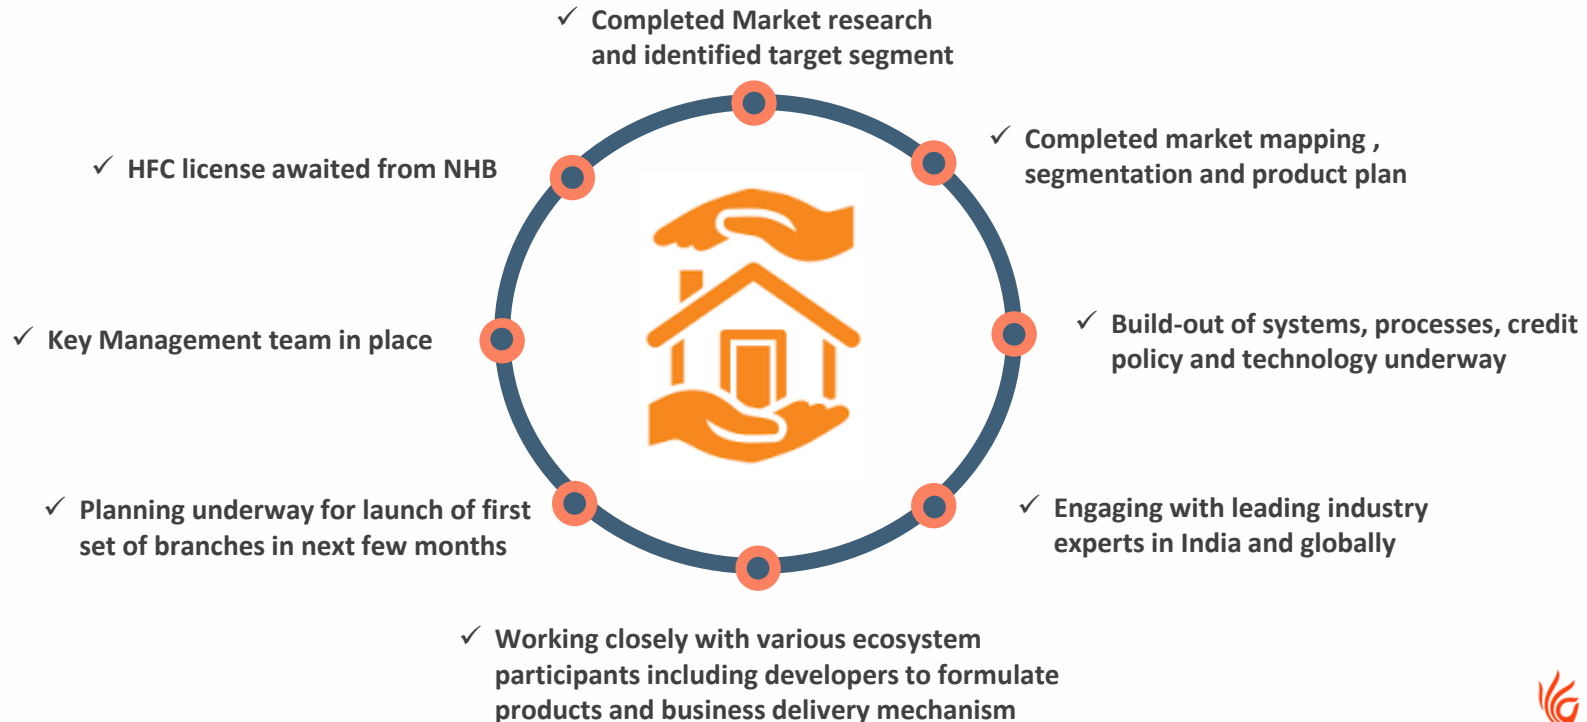 ✓ Completed Market research
and identified target segment
✓ Completed market mapping ,
segmentation and product plan
✓ Build-out of systems, processes, credit
policy and technology underway
✓ Engaging with leading industry
experts in India and globally
✓ Working closely with various ecosystem
participants including developers to formulate
products and business delivery mechanism
✓ Planning underway for launch of first
set of branches in next few months
✓ Key Management team in place
✓ HFC license awaited from NHB